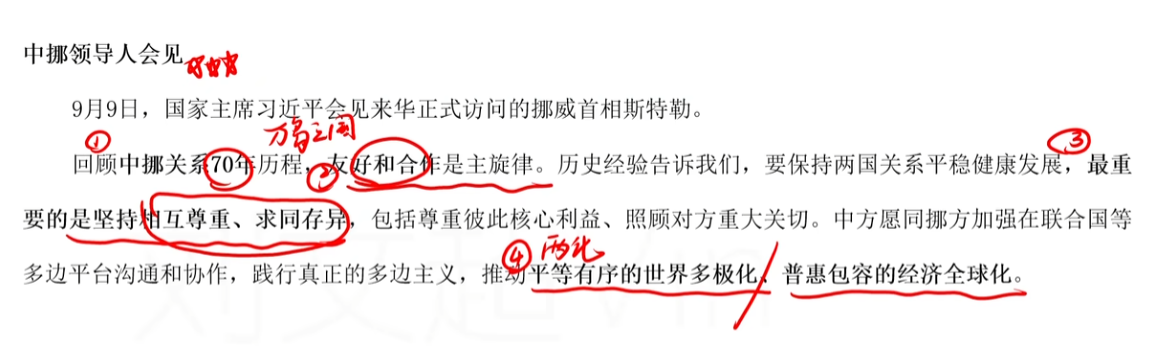 中挪领导人会见
9月9日，国家主席习近平会见来华正式访问的挪威首相斯特勒。
万岛之国
① ② ③
回顾中挪关系70年历程，友好和合作是主旋律。历史经验告诉我们，要保持两国关系平稳健康发展，最重
要的是坚持相互尊重、求同存异，包括尊重彼此核心利益、照顾对方重大关切。中方愿同挪方加强在联合国等
④ 两化
多边平台沟通和协作，践行真正的多边主义，推动平等有序的世界多极化、普惠包容的经济全球化。